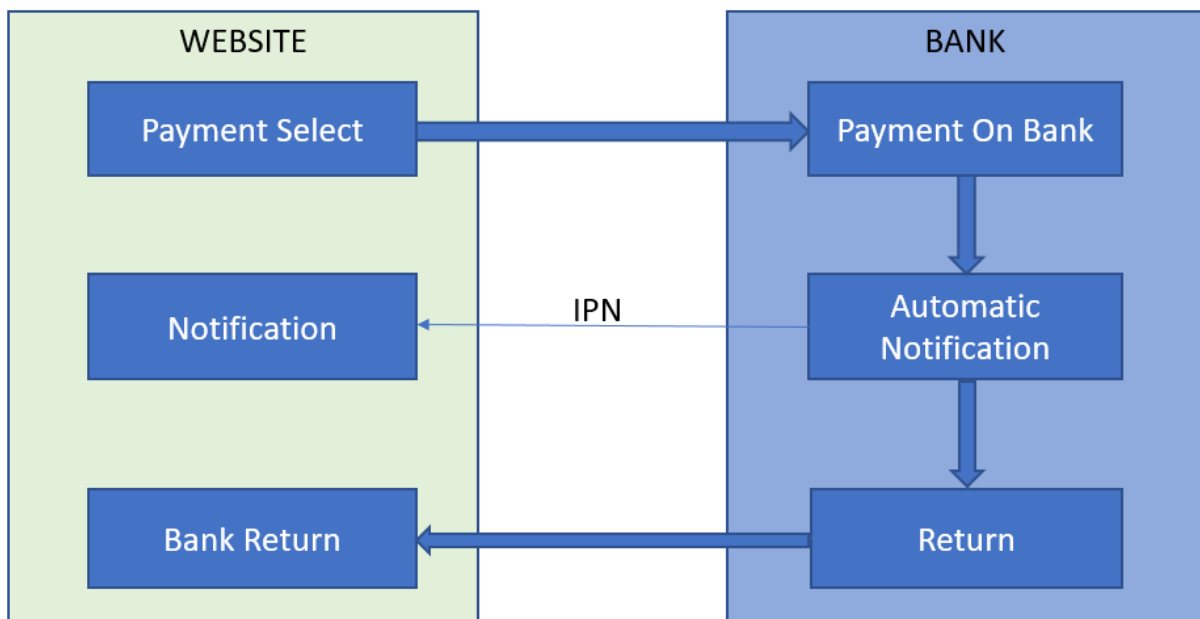 WEBSITE
BANK
Payment Select
Payment On Bank
Notification
IPN
Automatic
Notification
Bank Return
Return